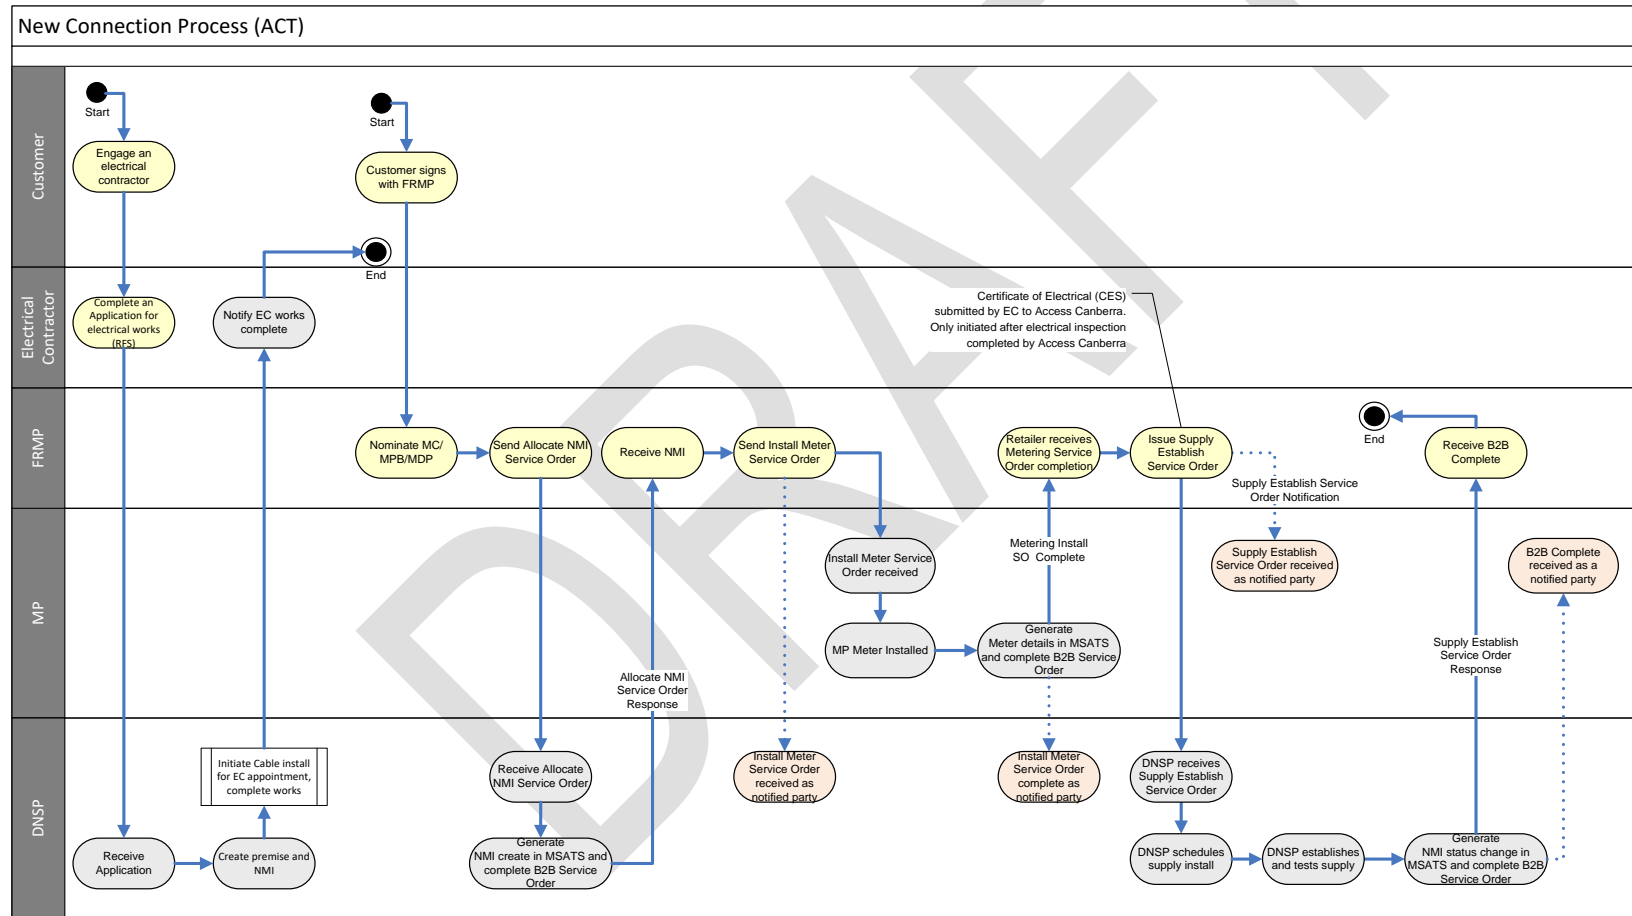 New Connection Process (ACT)
Customer
Start
Engage an
electrical
contractor
Start
Customer signs
with FRMP
End
Electrical
Contractor
Complete an
Application for
electrical works
(RFS)
Notify EC works
complete
Certificate of Electrical (CES)
submitted by EC to Access Canberra.
Only initiated after electrical inspection
completed by Access Canberra
FRMP
Nominate MC/
MPB/MDP
Send Allocate NMI
Service Order
Receive NMI
Send Install Meter
Service Order
Retailer receives
Metering Service
Order completion
Issue Supply
Establish
Service Order
Supply Establish Service
Order Notification
End
Receive B2B
Complete
MP
Allocate NMI
Service Order
Response
Install Meter Service
Order received
MP Meter Installed
Metering Install
SO Complete
Generate
Meter details in MSATS
and complete B2B Service
Order
Supply Establish
Service Order received
as notified party
Supply Establish
Service Order
Response
B2B Complete
received as a
notified party
DNSP
Receive
Application
Create premise and
NMI
Initiate Cable install
for EC appointment,
complete works
Receive Allocate
NMI Service Order
Generate
NMI create in MSATS and
complete B2B Service
Order
Install Meter
Service Order
received as
notified party
Install Meter
Service Order
complete as
notified party
DNSP receives
Supply Establish
Service Order
DNSP schedules
supply install
DNSP establishes
and tests supply
Generate
NMI status change in
MSATS and complete B2B
Service Order
DRAFT